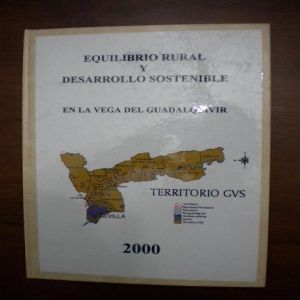 EQUILIBRIO RURAL
Y
DESARROLLO SOSTENIBLE
EN LA VEGA DEL GUADALQUIVIR
TERRITORIO GVS
SEVILLA
2000